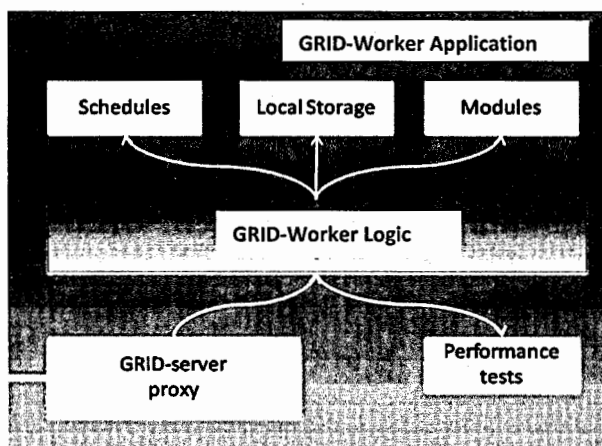 GRID-Worker Application
Schedules
Local Storage
Modules
GRID-Worker Logic
GRID-server
proxy
Performance
tests